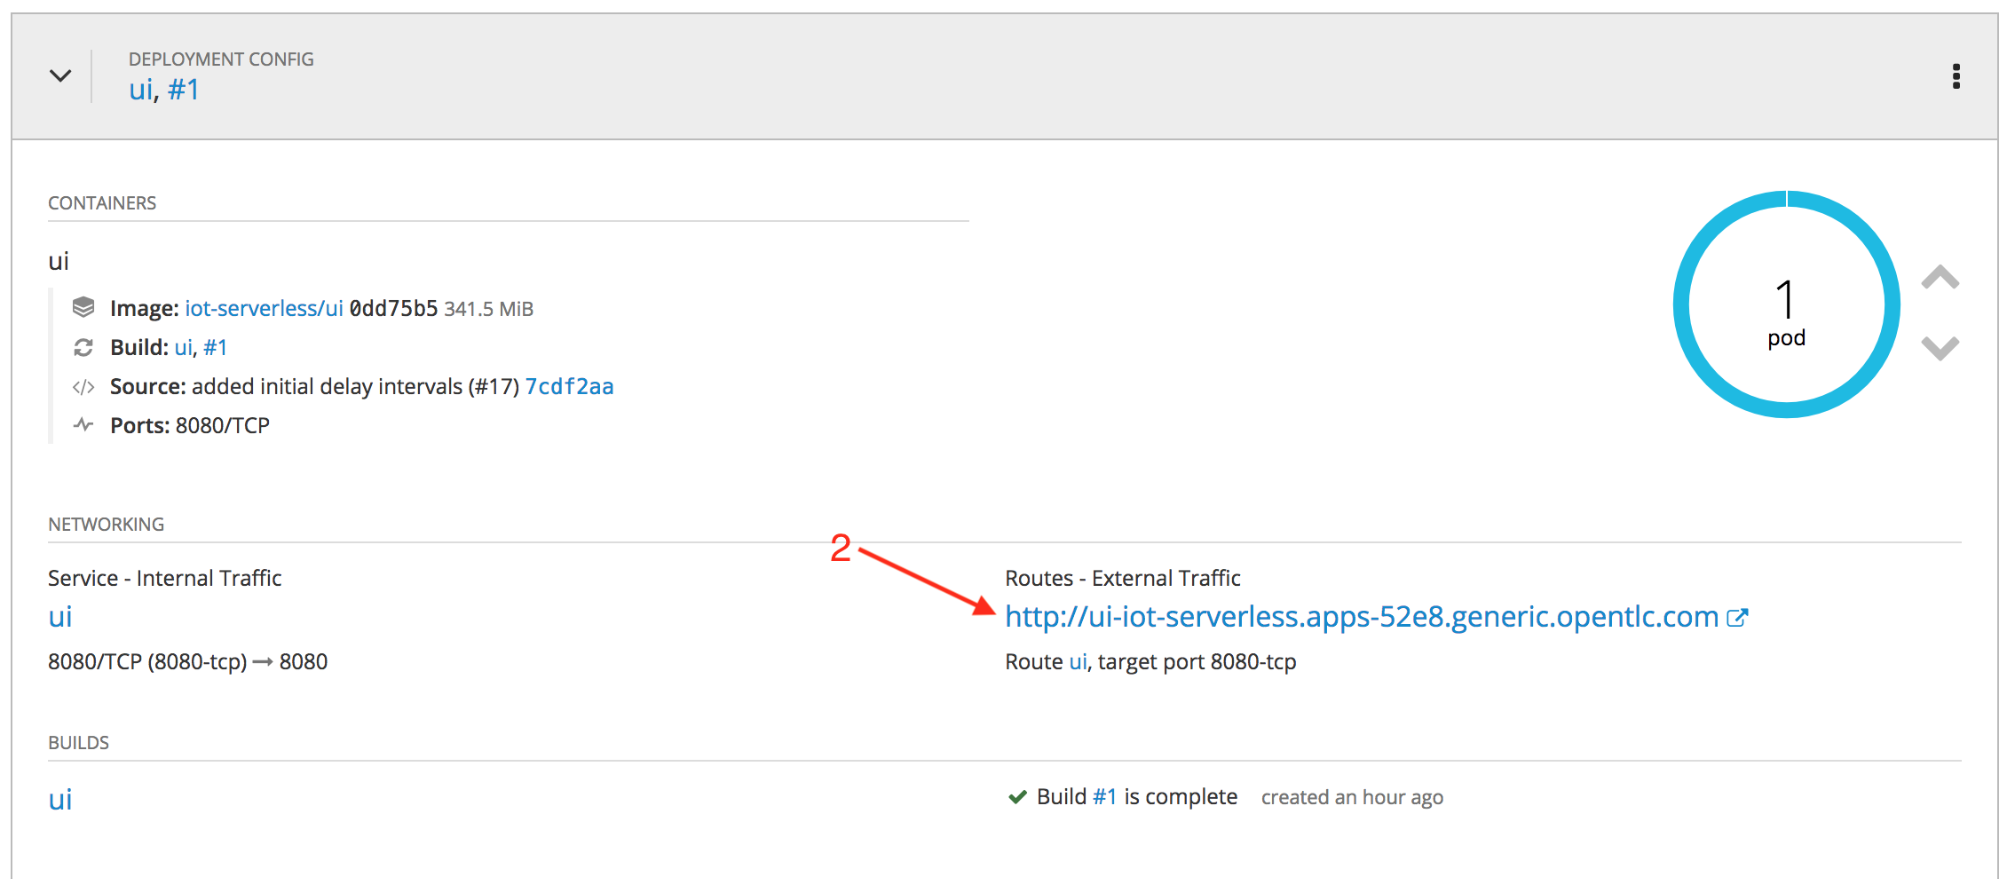 DEPLOYMENT CONFIG
ui, #1
CONTAINERS
ui
Image: iot-serverless/ui 0dd75b5 341.5 MiB
Build: ui, #1
Source: added initial delay intervals (#17) 7cdf2aa
Ports: 8080/TCP
1
pod
NETWORKING
2
Service - Internal Traffic
ui
8080/TCP (8080-tcp) → 8080
Routes - External Traffic
http://ui-iot-serverless.apps-52e8.generic.opentlc.com
Route ui, target port 8080-tcp
BUILDS
ui
Build #1 is complete created an hour ago